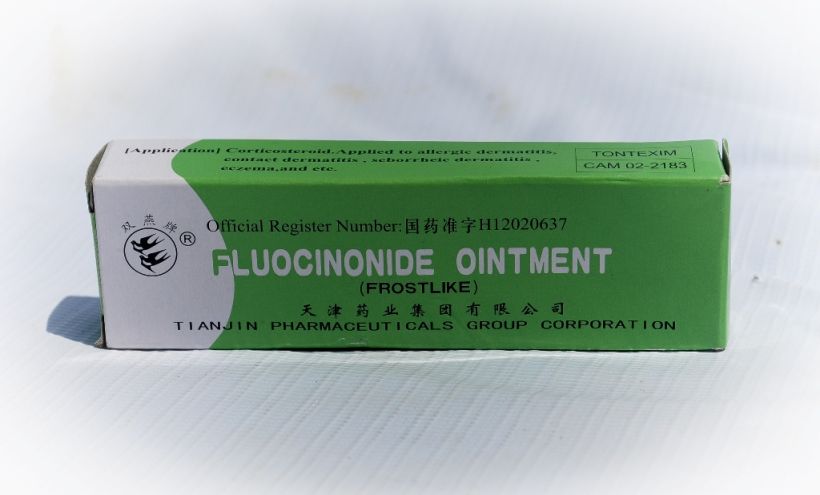 [Application] Corticosteroid.Applied to allergic dermatitis,
contact dermatitis , seborrheic dermatitis ,
eczema,and etc.
TONTEXIM
CAM 02-2183
双燕牌
®
Official Register Number:国药准字H12020637
FLUOCINONIDE OINTMENT
(FROSTLIKE)
天津药业集团有限公司
TIANJIN PHARMACEUTICALS GROUP CORPORATION